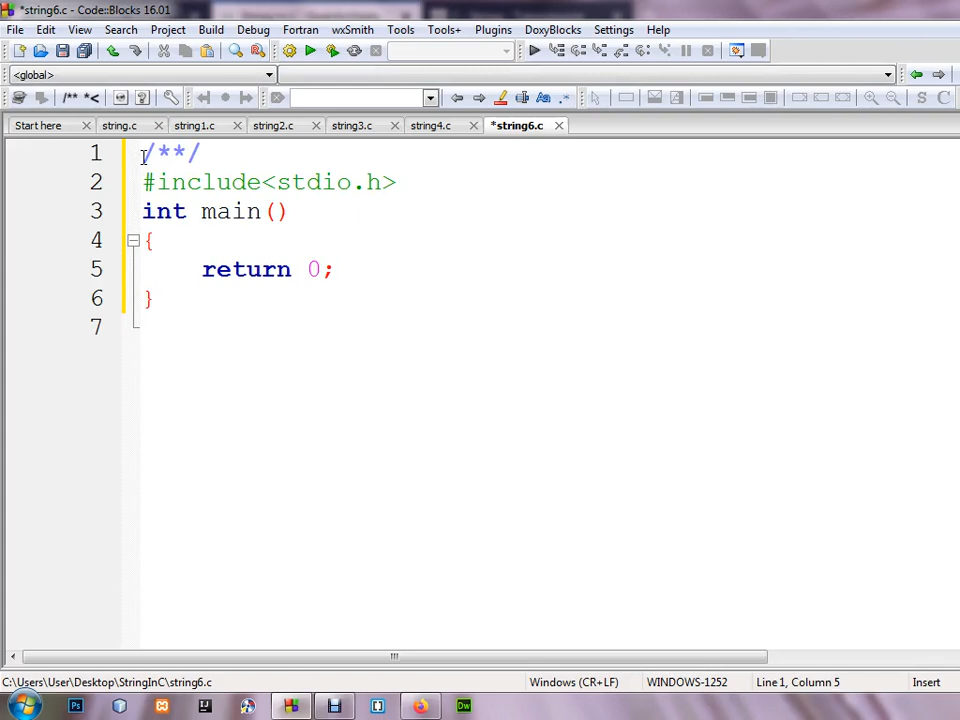 *string6.c - Code::Blocks 16.01
File Edit View Search Project Build Debug Fortran wxSmith Tools Tools+ Plugins DoxyBlocks Settings Help
<global>
/** *<
S C
Start here string.c string1.c string2.c string3.c string4.c *string6.c
1 /**/
2 #include<stdio.h>
3 int main()
4 {
5 return 0;
6 }
7
C:\Users\User\Desktop\StringInC\string6.c Windows (CR+LF) WINDOWS-1252 Line 1, Column 5 Insert
Ps Dw